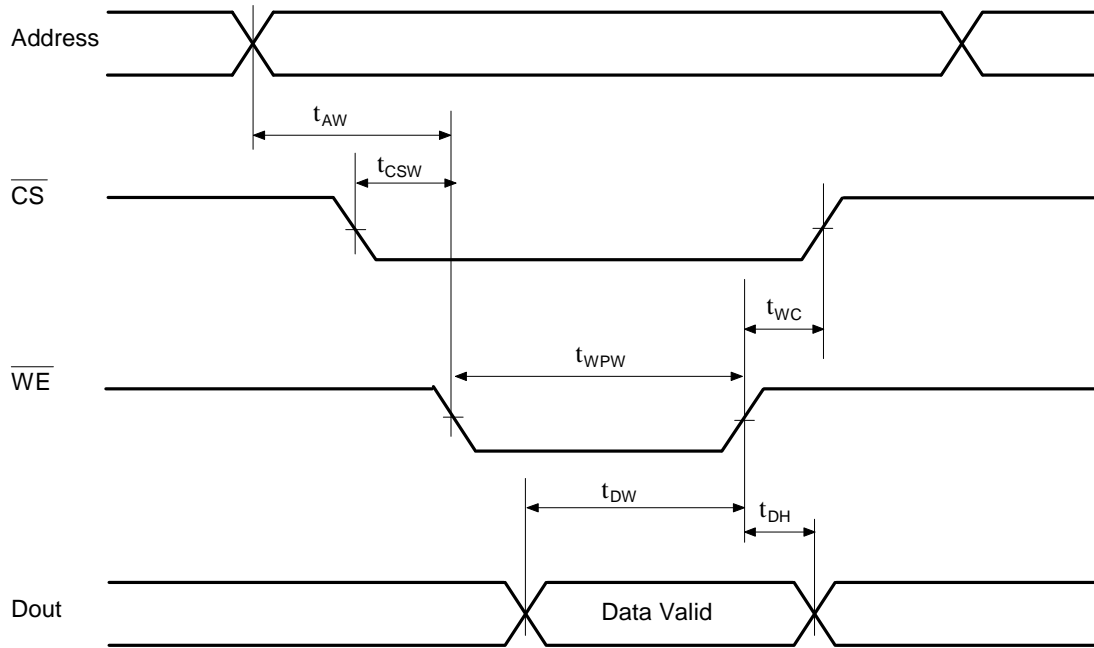 Address
tAW
tCSW
CS
tWC
tWPW
WE
tDW
tDH
Dout
Data Valid